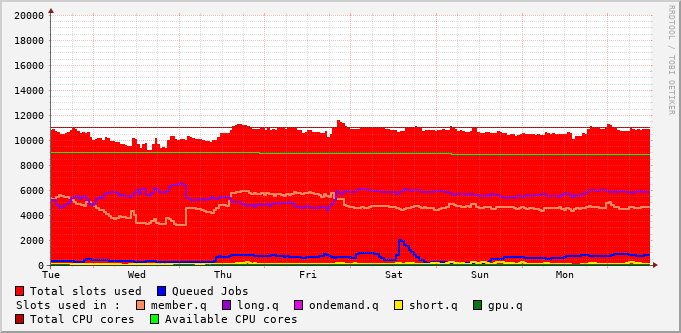 20000
18000
16000
14000
12000
10000
8000
6000
4000
2000
0
Tue Wed Thu Fri Sat Sun Mon
Total slots used Queued Jobs
Slots used in : member.q long.q ondemand.q short.q gpu.q
Total CPU cores Available CPU cores
RRDTOOL / TOBI OETIKER